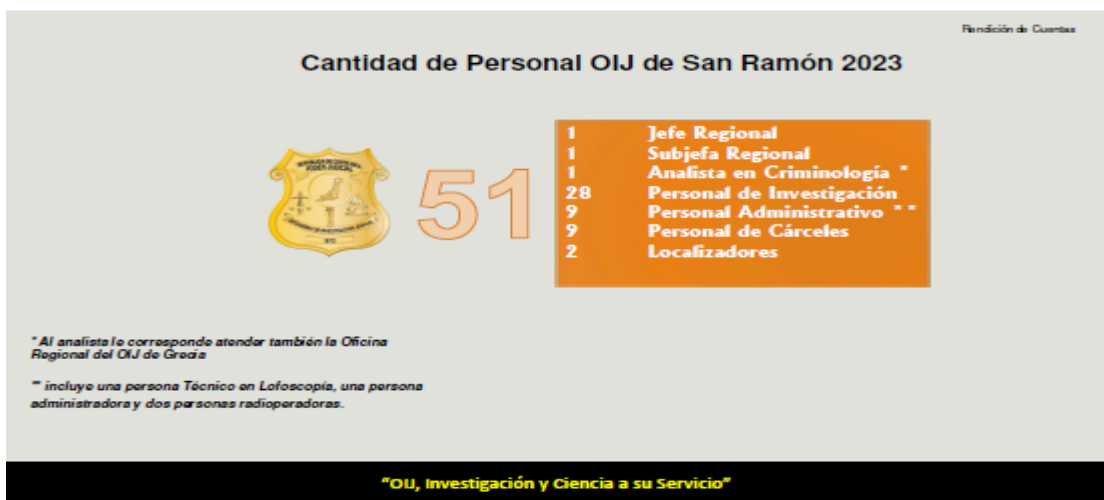 Rendición de Cuentas
Cantidad de Personal OIJ de San Ramón 2023
51
1 Jefe Regional
1 Subjefa Regional
1 Analista en Criminología *
28 Personal de Investigación
9 Personal Administrativo **
9 Personal de Cárceles
2 Localizadores
PODER JUDICIAL
* Al analista le corresponde atender también la Oficina
Regional del OIJ de Grecia
** incluye una persona Técnico en Lofoscopía, una persona
administradora y dos personas radioperadoras.
“OIJ, Investigación y Ciencia a su Servicio”